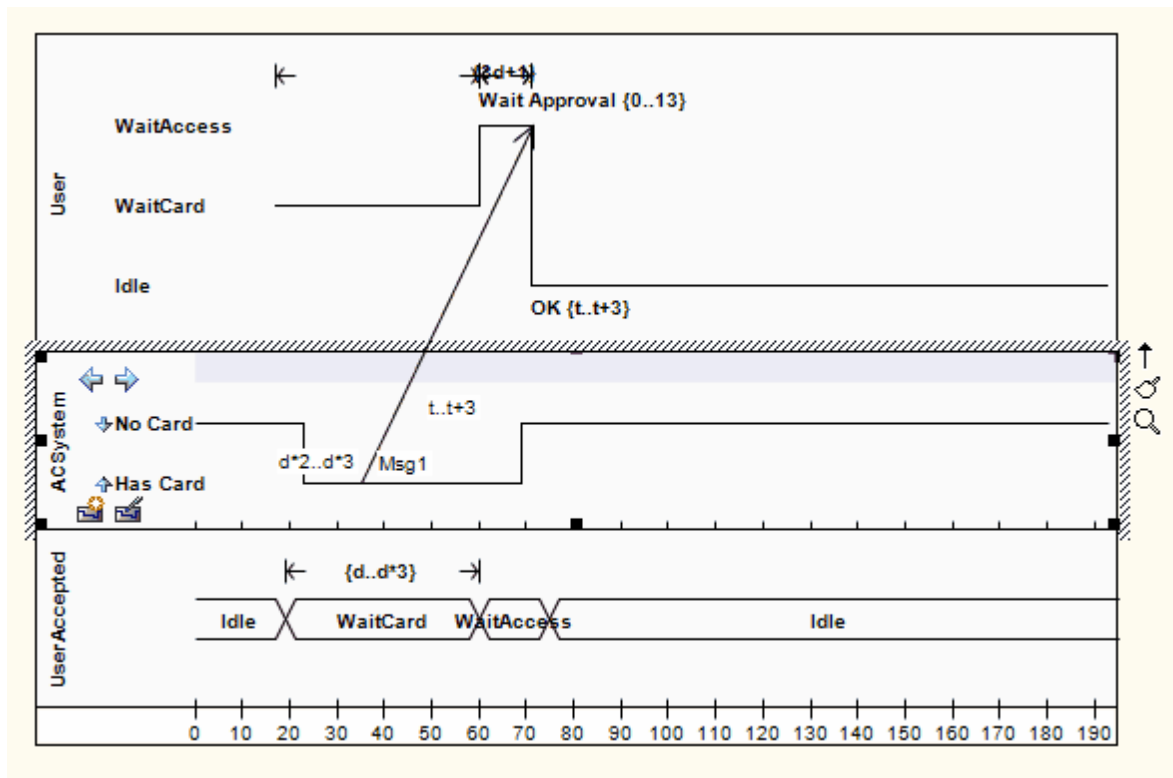 Wait Approval {0..13}
WaitAccess
User
WaitCard
Idle
OK {t..t+3}
ACSystem
t..t+3
No Card
d*2..d*3
Msg1
Has Card
UserAccepted
{d..d*3}
Idle
WaitCard
WaitAccess
Idle
0 10 20 30 40 50 60 70 80 90 100 110 120 130 140 150 160 170 180 190